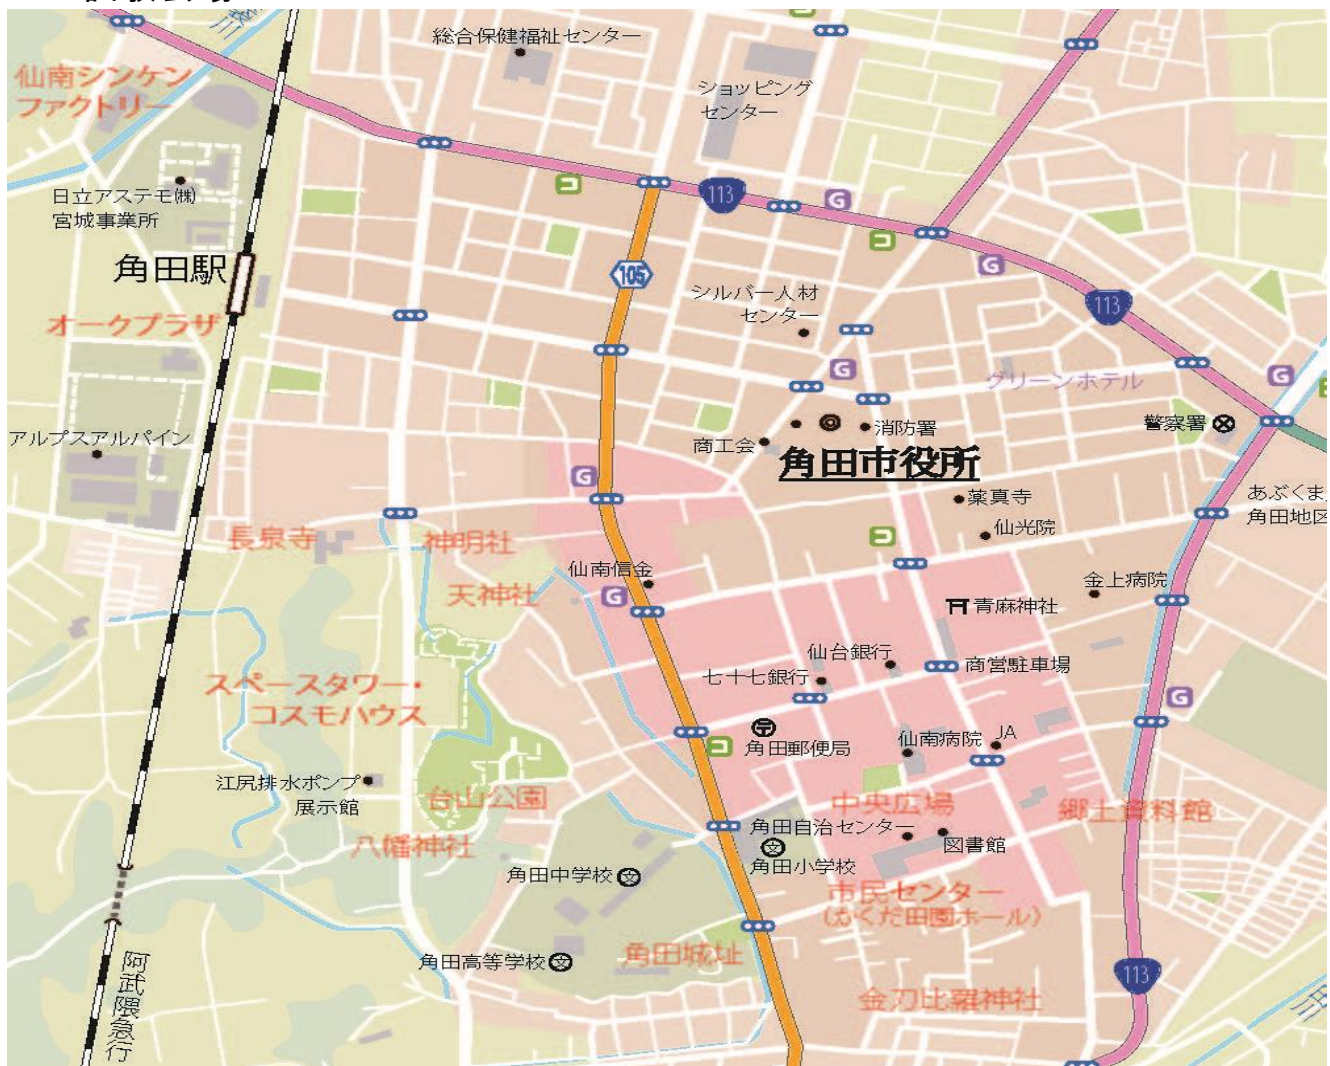 総合保健福祉センター
仙南シンケン
ファクトリー
ショッピング
センター
日立アステモ㈱
宮城事業所
113
角田駅
105
シルバー人材
センター
113
オークプラザ
グリーンホテル
アルプスアルパイン
商工会
消防署
警察署
角田市役所
薬真寺
あぶくま
角田地区
仙光院
長泉寺
神明社
仙南信金
金上病院
天神社
青麻神社
仙台銀行
商営駐車場
七十七銀行
スペースタワー・
コスモハウス
角田郵便局
仙南病院
JA
江尻排水ポンプ
展示館
台山公園
中央広場
郷土資料館
角田自治センター
図書館
八幡神社
角田小学校
角田中学校
市民センター
(かくだ田園ホール)
角田城址
角田高等学校
113
阿武隈急行
金刀比羅神社